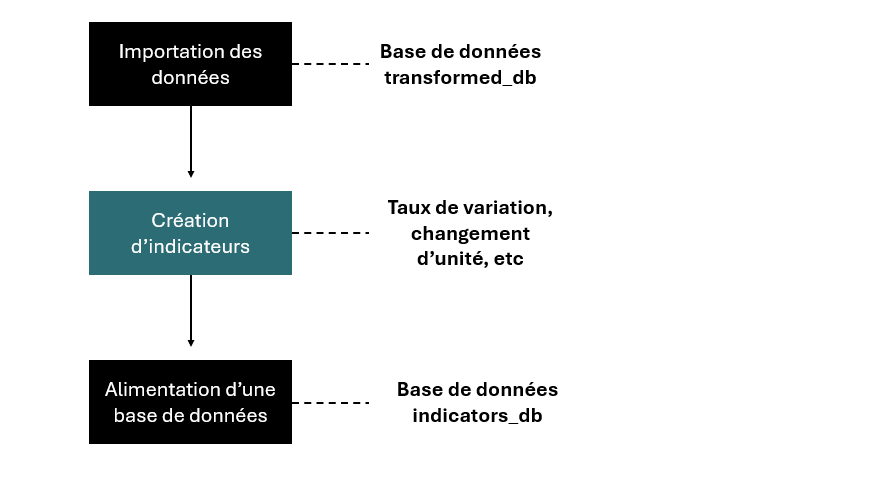 Importation des
données
Base de données
transformed_db
Création
d’indicateurs
Taux de variation,
changement
d’unité, etc
Alimentation d’une
base de données
Base de données
indicators_db